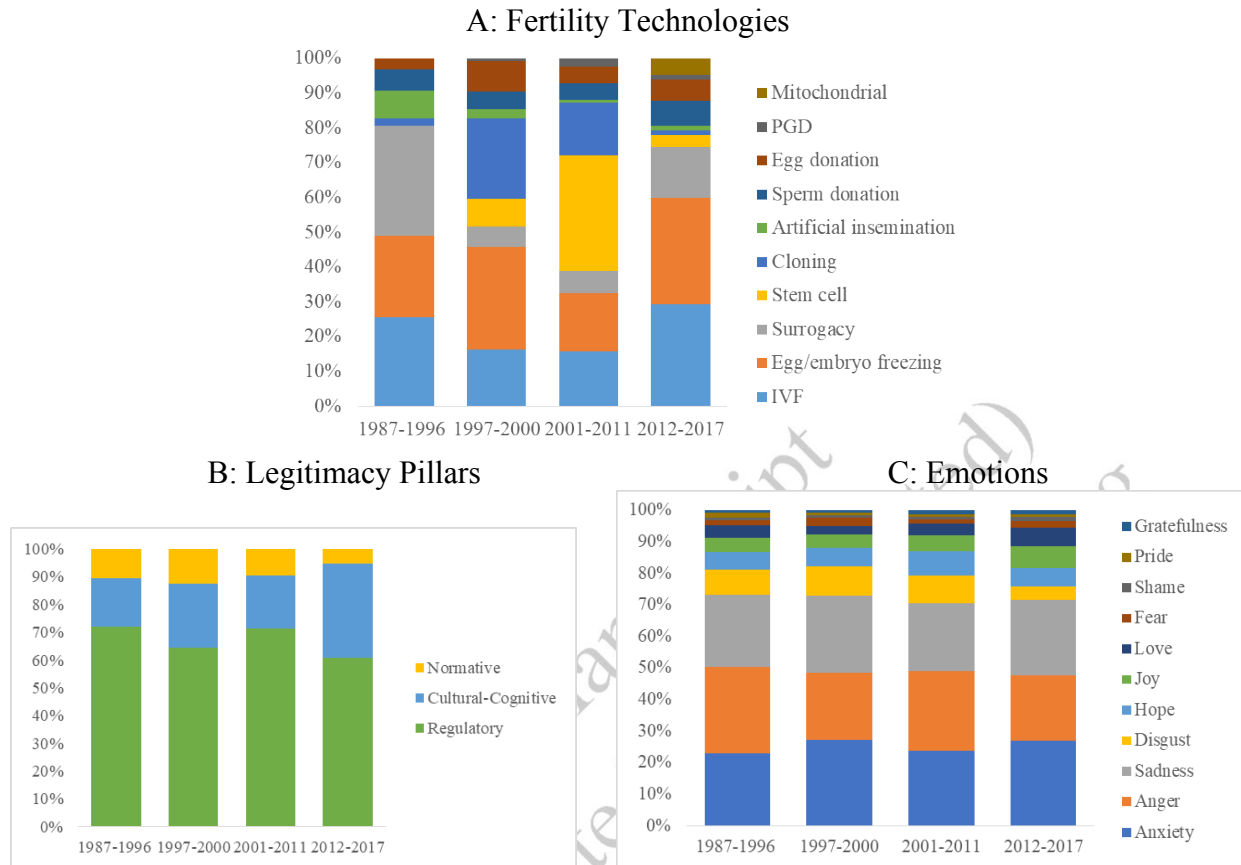 A: Fertility Technologies
100%
90%
80%
70%
60%
50%
40%
30%
20%
10%
0%
1987-1996 1997-2000 2001-2011 2012-2017
Mitochondrial
PGD
Egg donation
Sperm donation
Artificial insemination
Cloning
Stem cell
Surrogacy
Egg/embryo freezing
IVF
B: Legitimacy Pillars
100%
90%
80%
70%
60%
50%
40%
30%
20%
10%
0%
1987-1996 1997-2000 2001-2011 2012-2017
Normative
Cultural-Cognitive
Regulatory
C: Emotions
100%
90%
80%
70%
60%
50%
40%
30%
20%
10%
0%
1987-1996 1997-2000 2001-2011 2012-2017
Gratefulness
Pride
Shame
Fear
Love
Joy
Hope
Disgust
Sadness
Anger
Anxiety